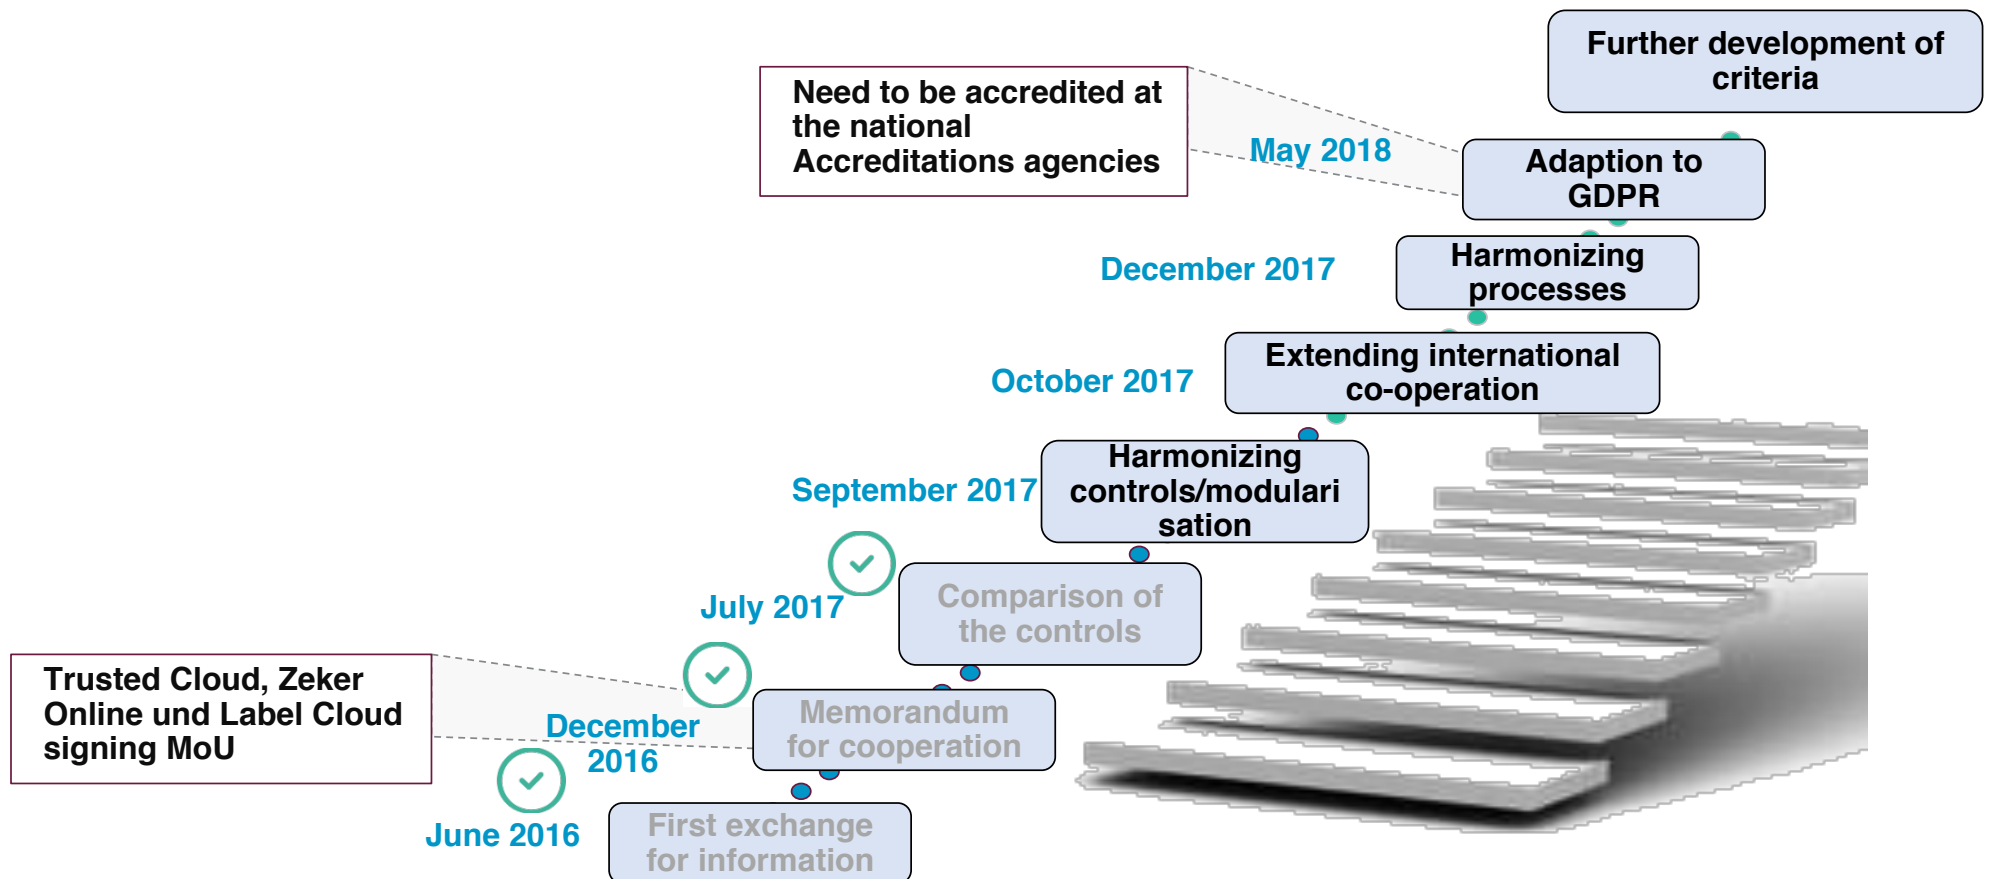 Further development of
criteria
Need to be accredited at
the national
Accreditations agencies
May 2018
Adaption to
GDPR
December 2017
Harmonizing
processes
October 2017
Extending international
co-operation
September 2017
Harmonizing
controls/modulari
sation
July 2017
Comparison of
the controls
Trusted Cloud, Zeker
Online und Label Cloud
signing MoU
December
2016
Memorandum
for cooperation
June 2016
First exchange
for information